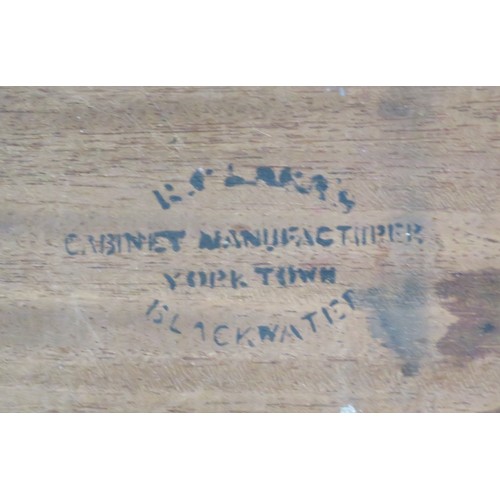 CABINET MANUFACTURER
YORK TOWN
BLACKWATER